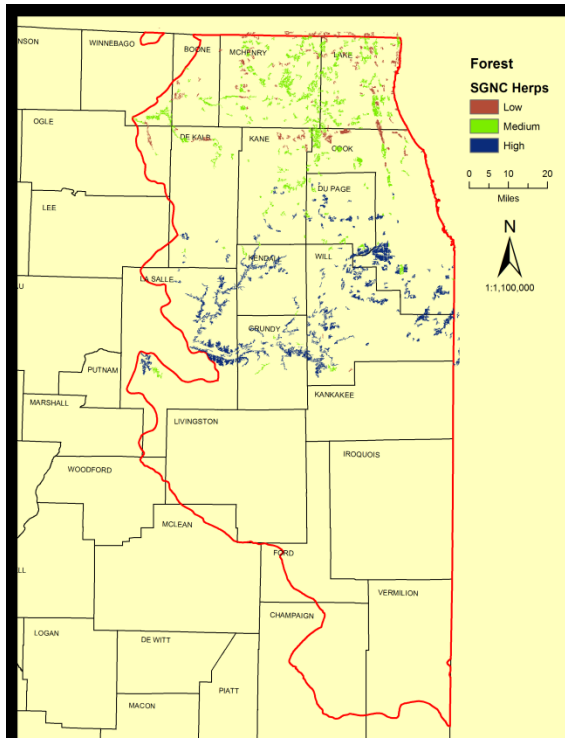 NSON
WINNEBAGO
BOONE
MCHENRY
LAKE
OGLE
DE KALB
KANE
COOK
DU PAGE
LEE
KENDALL
WILL
LA SALLE
AU
GRUNDY
PUTNAM
KANKAKEE
MARSHALL
LIVINGSTON
IROQUOIS
WOODFORD
MCLEAN
FORD
LL
VERMILION
CHAMPAIGN
LOGAN
DE WITT
PIATT
MACON
Forest
SGNC Herps
Low
Medium
High
0 5 10 20
Miles
N
1:1,100,000